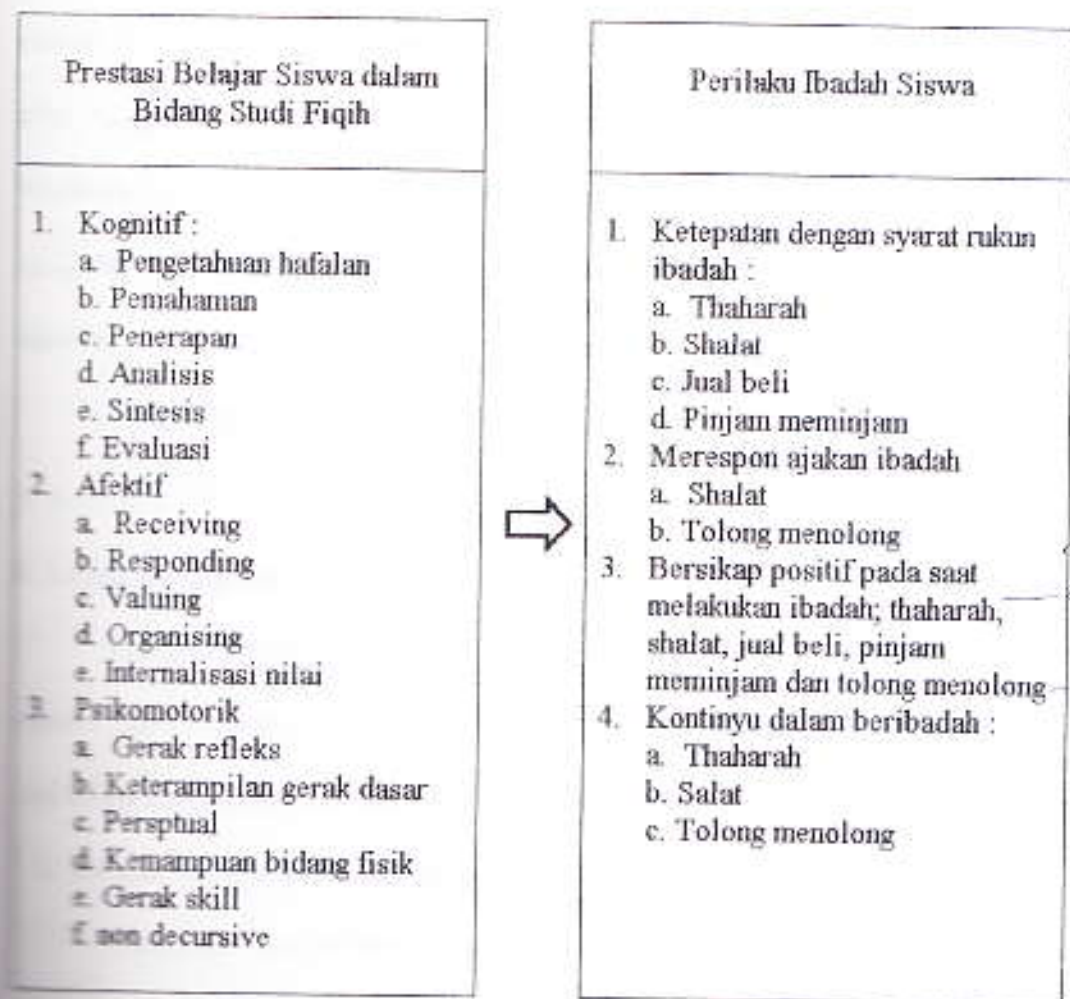 Prestasi Belajar Siswa dalam
Bidang Studi Fiqih
1. Kognitif :
a. Pengetahuan hafalan
b. Pemahaman
c. Penerapan
d. Analisis
e. Sintesis
f. Evaluasi
2. Afektif
a. Receiving
b. Responding
c. Valuing
d. Organising
e. Internalisasi nilai
3. Psikomotorik
a. Gerak refleks
b. Keterampilan gerak dasar
c. Persptual
d. Kemampuan bidang fisik
e. Gerak skill
f. non decursive
Perilaku Ibadah Siswa
1. Ketepatan dengan syarat rukun
ibadah :
a. Thaharah
b. Shalat
c. Jual beli
d. Pinjam meminjam
2. Merespon ajakan ibadah
a. Shalat
b. Tolong menolong
3. Bersikap positif pada saat
melakukan ibadah; thaharah,
shalat, jual beli, pinjam
meminjam dan tolong menolong
4. Kontinyu dalam beribadah :
a. Thaharah
b. Salat
c. Tolong menolong